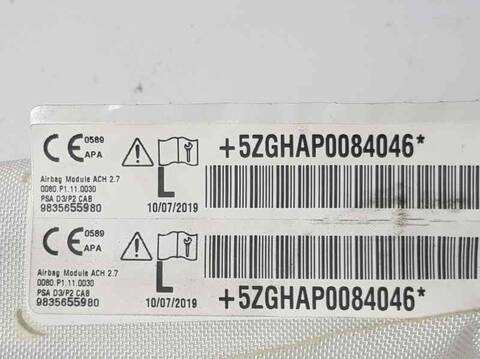 CE 0589
APA
+5ZGHAP0084046*
Airbag Module ACH 2.7
0080.P1.11.0030
PSA D3/P2 CAB
9835655980
L
10/07/2019
CE 0589
APA
Airbag Module ACH 2.7
0080.P1.11.0030
PSA D3/P2 CAB
9835655980
L
10/07/2019
+5ZGHAP0084046*